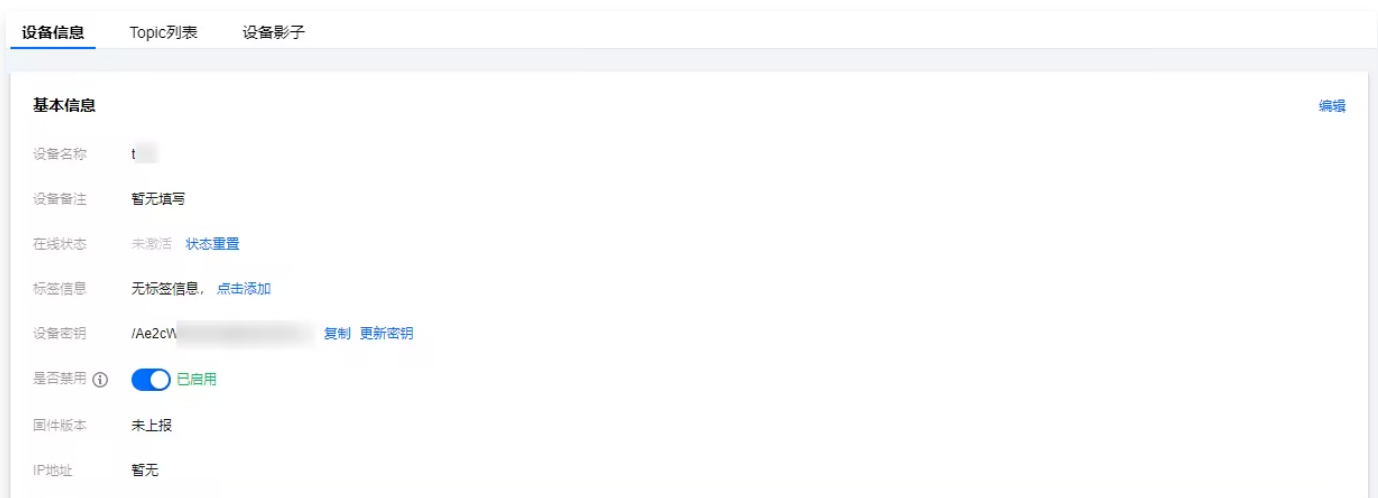 设备信息 Topic列表 设备影子
基本信息 编辑
设备名称 t
设备备注 暂无填写
在线状态 未激活 状态重置
标签信息 无标签信息， 点击添加
设备密钥 /Ae2cW 复制 更新密钥
是否禁用 已启用
固件版本 未上报
IP地址 暂无